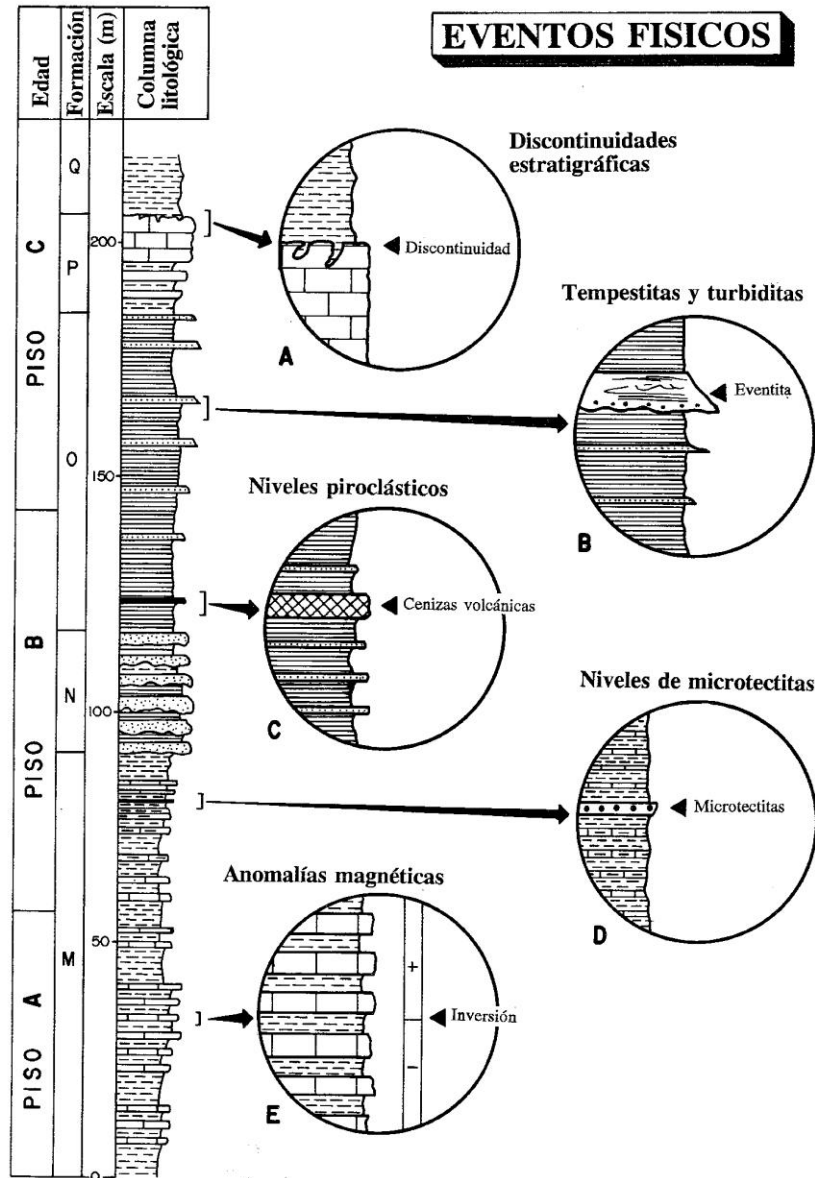 EVENTOS FISICOS
Edad
Formación
Escala (m)
Columna
litológica
Discontinuidades
estratigráficas
Discontinuidad
A
Tempestitas y turbiditas
Eventita
B
Niveles piroclásticos
Cenizas volcánicas
C
Niveles de microtectitas
Microtectitas
D
Anomalías magnéticas
+
Inversión
−
E
PISO C
PISO B
PISO A
Q
P
O
N
M
200
150
100
50
0